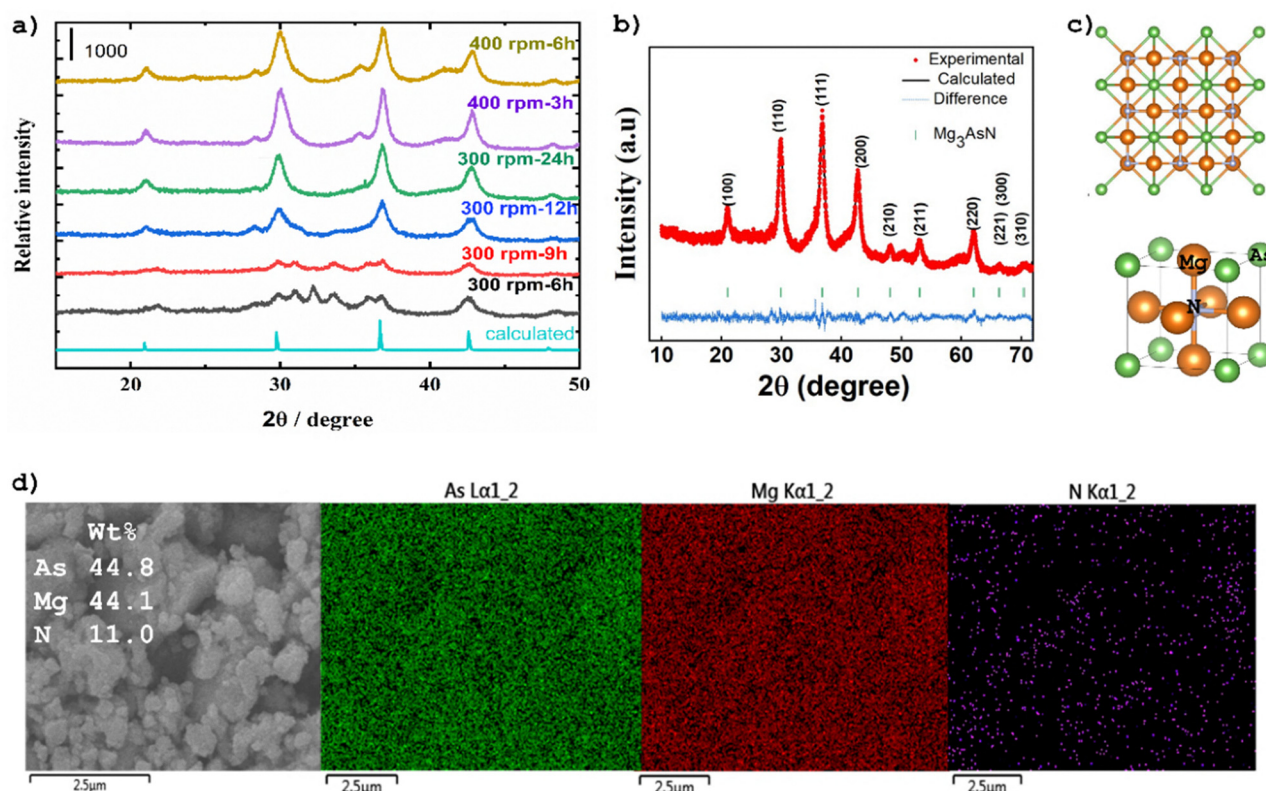 a)
1000
400 rpm-6h
400 rpm-3h
300 rpm-24h
300 rpm-12h
300 rpm-9h
300 rpm-6h
calculated
Relative intensity
20 30 40 50
2θ / degree
b)
Experimental
Calculated
Difference
Mg₃AsN
(100)
(110)
(111)
(200)
(210)
(211)
(220)
(221)
(300)
(310)
Intensity (a.u)
10 20 30 40 50 60 70
2θ (degree)
c)
Mg
As
N
d)
As Lα1_2
Mg Kα1_2
N Kα1_2
Wt%
As 44.8
Mg 44.1
N 11.0
2.5µm
2.5µm
2.5µm
2.5µm